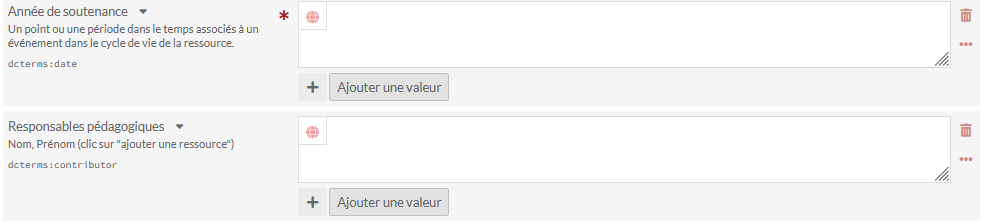 Année de soutenance
Un point ou une période dans le temps associés à un
événement dans le cycle de vie de la ressource.
dcterms:date
Ajouter une valeur
Responsables pédagogiques
Nom, Prénom (clic sur "ajouter une ressource")
dcterms:contributor
Ajouter une valeur